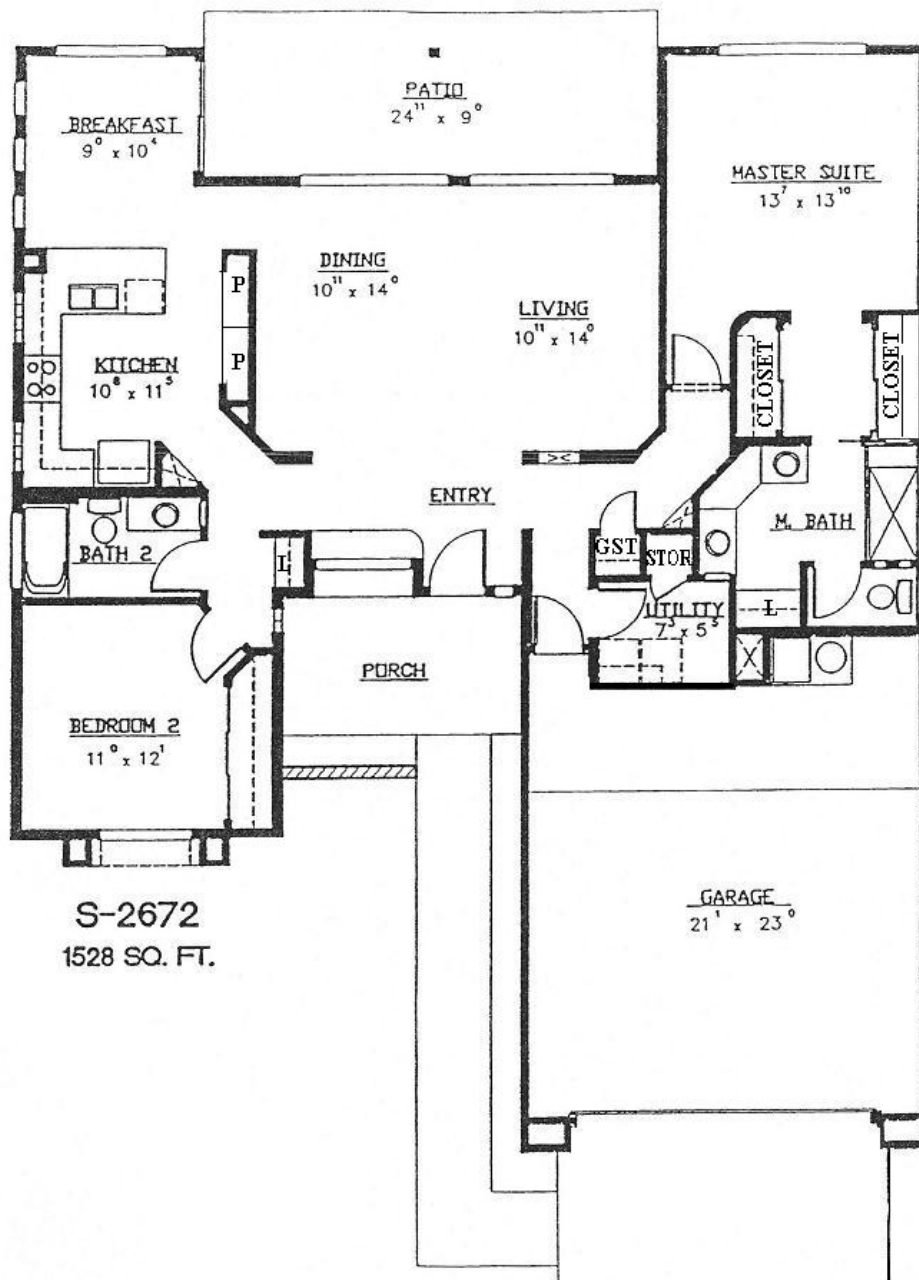 PATIO
24¹¹ x 9⁰
BREAKFAST
9⁰ x 10⁴
MASTER SUITE
13⁷ x 13¹⁰
DINING
10¹¹ x 14⁰
LIVING
10¹¹ x 14⁰
P
P
KITCHEN
10⁸ x 11⁵
CLOSET
CLOSET
ENTRY
M. BATH
BATH 2
L
GST
STOR
L
UTILITY
7³ x 5⁵
PORCH
BEDROOM 2
11⁰ x 12¹
GARAGE
21¹ x 23⁰
S-2672
1528 SQ. FT.